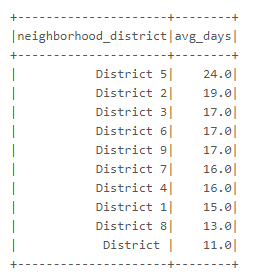 +---------------------+--------+
|neighborhood_district|avg_days|
+---------------------+--------+
|           District 5|    24.0|
|           District 2|    19.0|
|           District 3|    17.0|
|           District 6|    17.0|
|           District 9|    17.0|
|           District 7|    16.0|
|           District 4|    16.0|
|           District 1|    15.0|
|           District 8|    13.0|
|            District |    11.0|
+---------------------+--------+